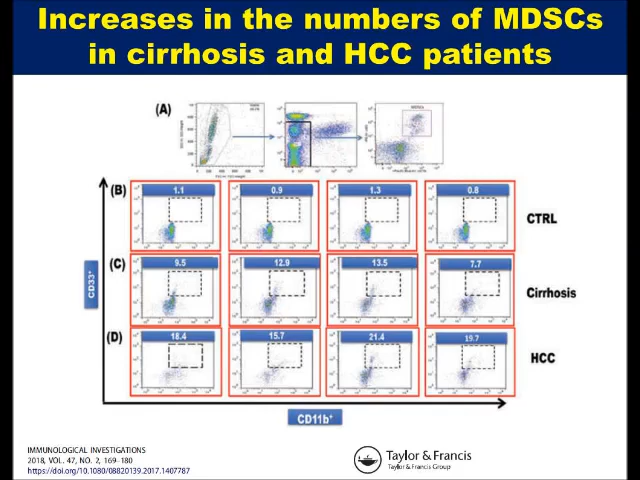 Increases in the numbers of MDSCs
in cirrhosis and HCC patients
(A)
(B)
1.1
0.9
1.3
0.8
CTRL
(C)
9.5
12.9
13.5
7.7
Cirrhosis
CD33⁺
(D)
18.4
15.7
21.4
19.7
HCC
CD11b⁺
IMMUNOLOGICAL INVESTIGATIONS
2018, VOL. 47, NO. 2, 169–180
https://doi.org/10.1080/08820139.2017.1407787
Taylor & Francis
Taylor & Francis Group